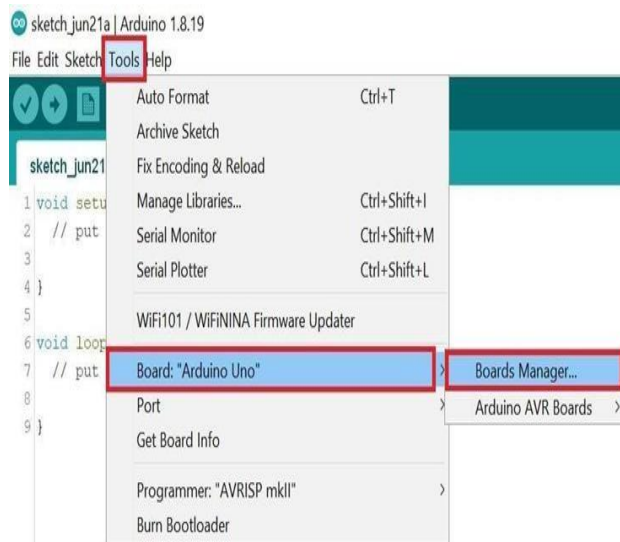 sketch_jun21a | Arduino 1.8.19
File Edit Sketch Tools Help
Auto Format Ctrl+T
Archive Sketch
sketch_jun21 Fix Encoding & Reload
1 void setu Manage Libraries... Ctrl+Shift+I
2 // put Serial Monitor Ctrl+Shift+M
3 Serial Plotter Ctrl+Shift+L
4 }
5 WiFi101 / WiFiNINA Firmware Updater
6 void loop
7 // put Board: "Arduino Uno" > Boards Manager...
8 Port > Arduino AVR Boards >
9 } Get Board Info
Programmer: "AVRISP mkII" >
Burn Bootloader